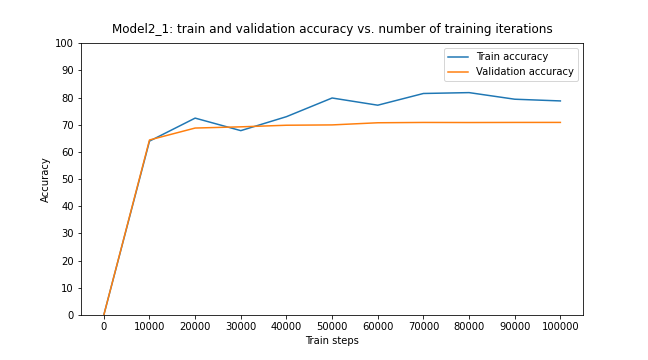 Model2_1: train and validation accuracy vs. number of training iterations
Train accuracy
Validation accuracy
100
90
80
70
60
50
40
30
20
10
0
Accuracy
0 10000 20000 30000 40000 50000 60000 70000 80000 90000 100000
Train steps